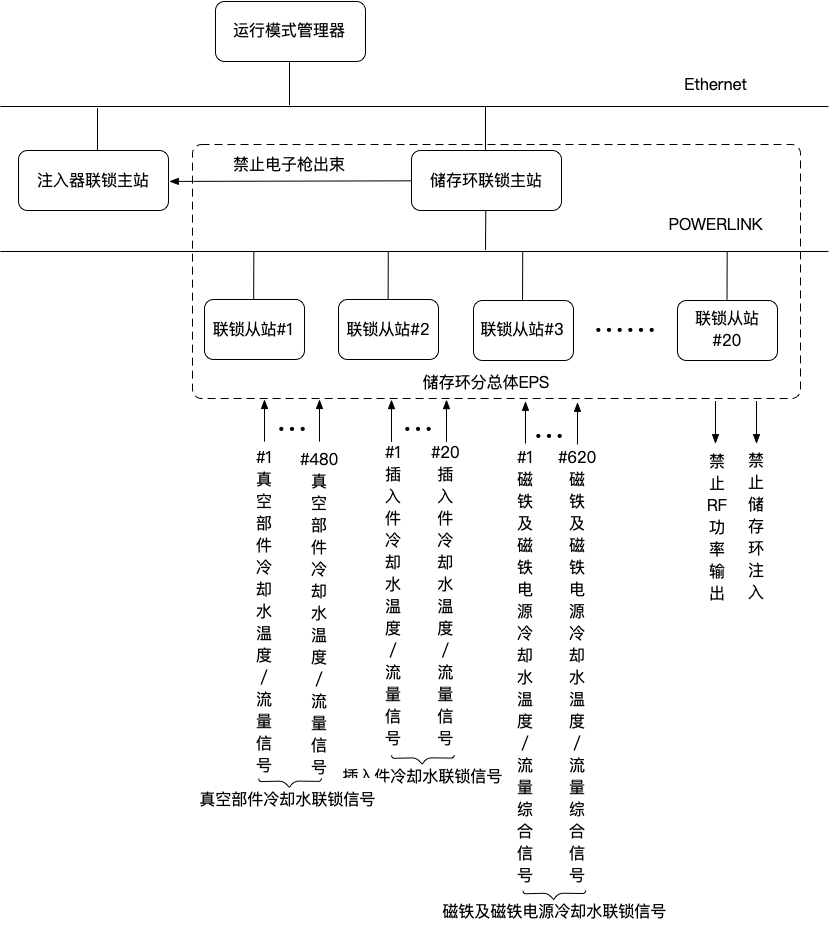 运行模式管理器
Ethernet
注入器联锁主站
禁止电子枪出束
储存环联锁主站
POWERLINK
联锁从站#1
联锁从站#2
联锁从站#3
······
联锁从站
#20
储存环分总体EPS
#1真空部件冷却水温度/流量信号
···
#480真空部件冷却水温度/流量信号
#1插入件冷却水温度/流量信号
···
#20插入件冷却水温度/流量信号
#1磁铁及磁铁电源冷却水温度/流量综合信号
···
#620磁铁及磁铁电源冷却水温度/流量综合信号
禁止RF功率输出
禁止储存环注入
真空部件冷却水联锁信号
插入件冷却水联锁信号
磁铁及磁铁电源冷却水联锁信号